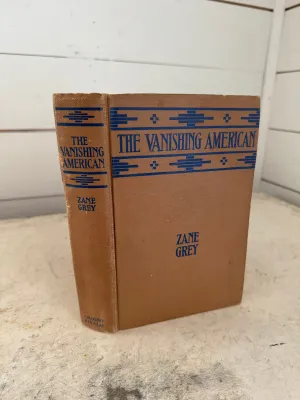 THE
VANISHING
AMERICAN
ZANE
GREY
THE VANISHING AMERICAN
ZANE
GREY